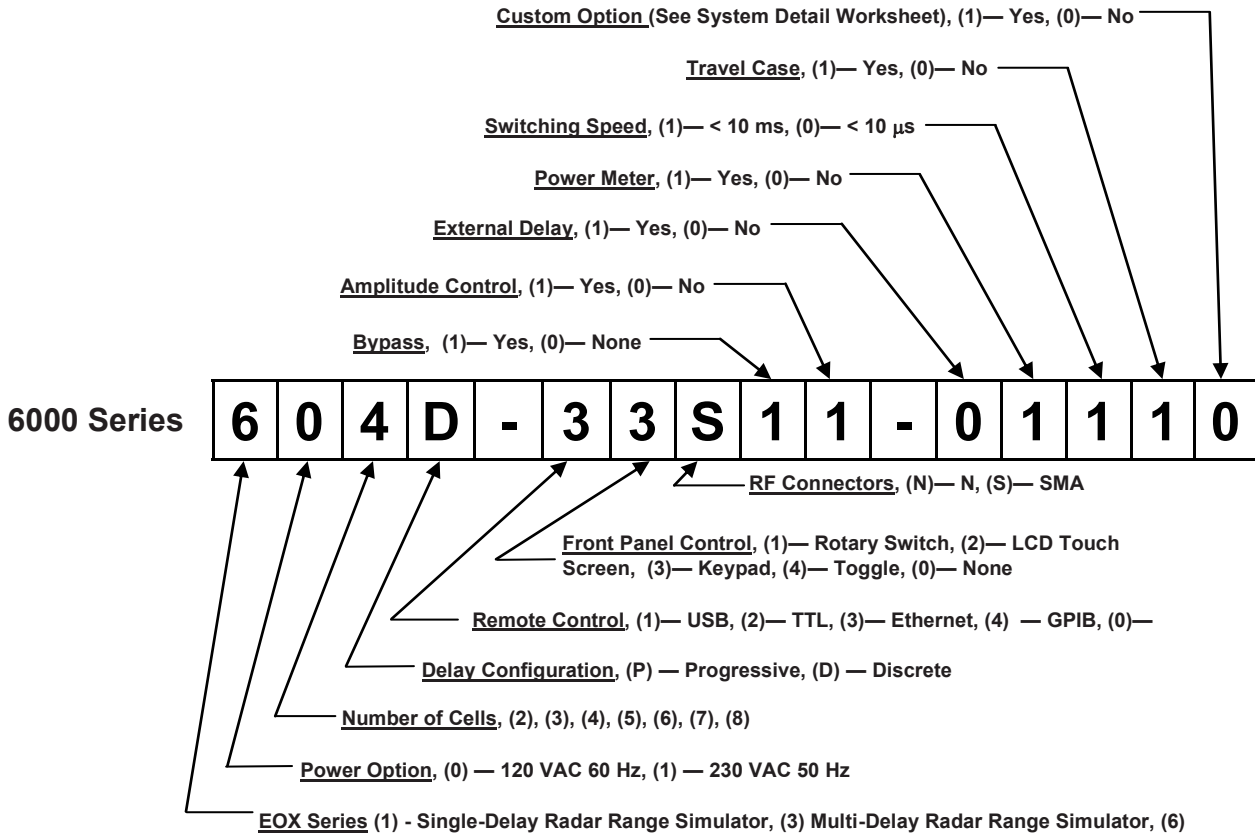 Custom Option (See System Detail Worksheet), (1)— Yes, (0)— No
Travel Case, (1)— Yes, (0)— No
Switching Speed, (1)— < 10 ms, (0)— < 10 μs
Power Meter, (1)— Yes, (0)— No
External Delay, (1)— Yes, (0)— No
Amplitude Control, (1)— Yes, (0)— No
Bypass, (1)— Yes, (0)— None
6000 Series 6 0 4 D - 3 3 S 1 1 - 0 1 1 1 0
RF Connectors, (N)— N, (S)— SMA
Front Panel Control, (1)— Rotary Switch, (2)— LCD Touch
Screen, (3)— Keypad, (4)— Toggle, (0)— None
Remote Control, (1)— USB, (2)— TTL, (3)— Ethernet, (4) — GPIB, (0)—
Delay Configuration, (P) — Progressive, (D) — Discrete
Number of Cells, (2), (3), (4), (5), (6), (7), (8)
Power Option, (0) — 120 VAC 60 Hz, (1) — 230 VAC 50 Hz
EOX Series (1) - Single-Delay Radar Range Simulator, (3) Multi-Delay Radar Range Simulator, (6)